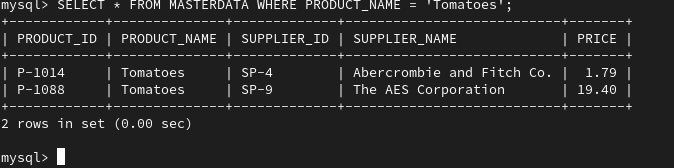 mysql> SELECT * FROM MASTERDATA WHERE PRODUCT_NAME = 'Tomatoes';
+------------+--------------+-------------+--------------------------+-------+
| PRODUCT_ID | PRODUCT_NAME | SUPPLIER_ID | SUPPLIER_NAME            | PRICE |
+------------+--------------+-------------+--------------------------+-------+
| P-1014     | Tomatoes     | SP-4        | Abercrombie and Fitch Co. |  1.79 |
| P-1088     | Tomatoes     | SP-9        | The AES Corporation      | 19.40 |
+------------+--------------+-------------+--------------------------+-------+
2 rows in set (0.00 sec)
mysql>